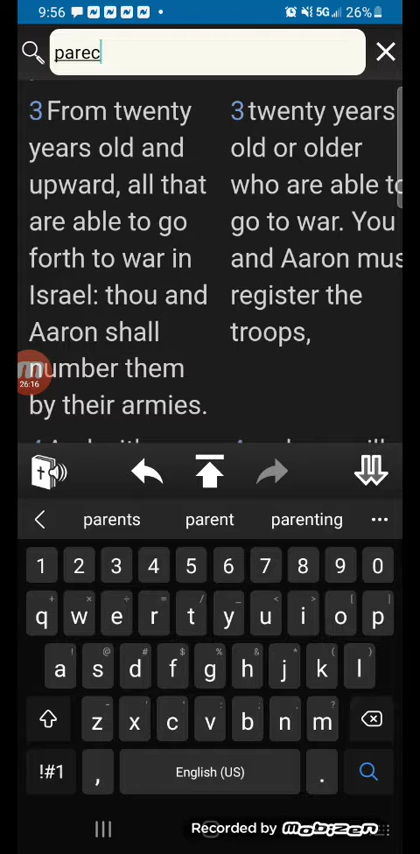 9:56 5G 26%
parec
3 From twenty years old and upward, all that are able to go forth to war in Israel: thou and Aaron shall number them by their armies.
3 twenty years old or older who are able to go to war. You and Aaron mus register the troops,
26:16
parents parent parenting
1 2 3 4 5 6 7 8 9 0
q w e r t y u i o p
a s d f g h j k l
z x c v b n m
!#1 , English (US) .
Recorded by mobizen